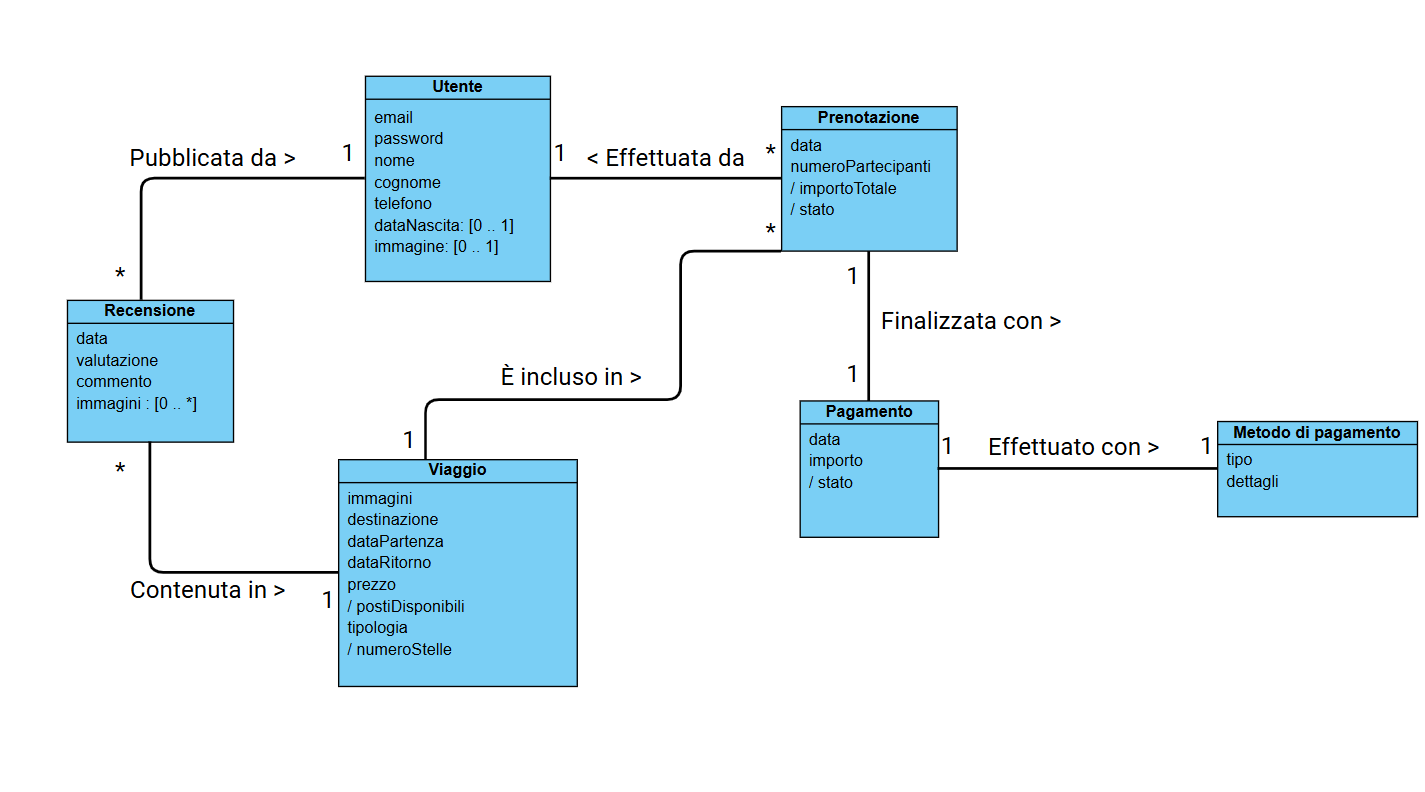 Utente
email
password
nome
cognome
telefono
dataNascita: [0 .. 1]
immagine: [0 .. 1]
Pubblicata da >
1
*
1
< Effettuata da
*
Prenotazione
data
numeroPartecipanti
/ importoTotale
/ stato
*
1
Finalizzata con >
1
Recensione
data
valutazione
commento
immagini : [0 .. *]
*
È incluso in >
1
Pagamento
data
importo
/ stato
1
Effettuato con >
1
Metodo di pagamento
tipo
dettagli
Viaggio
immagini
destinazione
dataPartenza
dataRitorno
prezzo
/ postiDisponibili
tipologia
/ numeroStelle
Contenuta in >
1